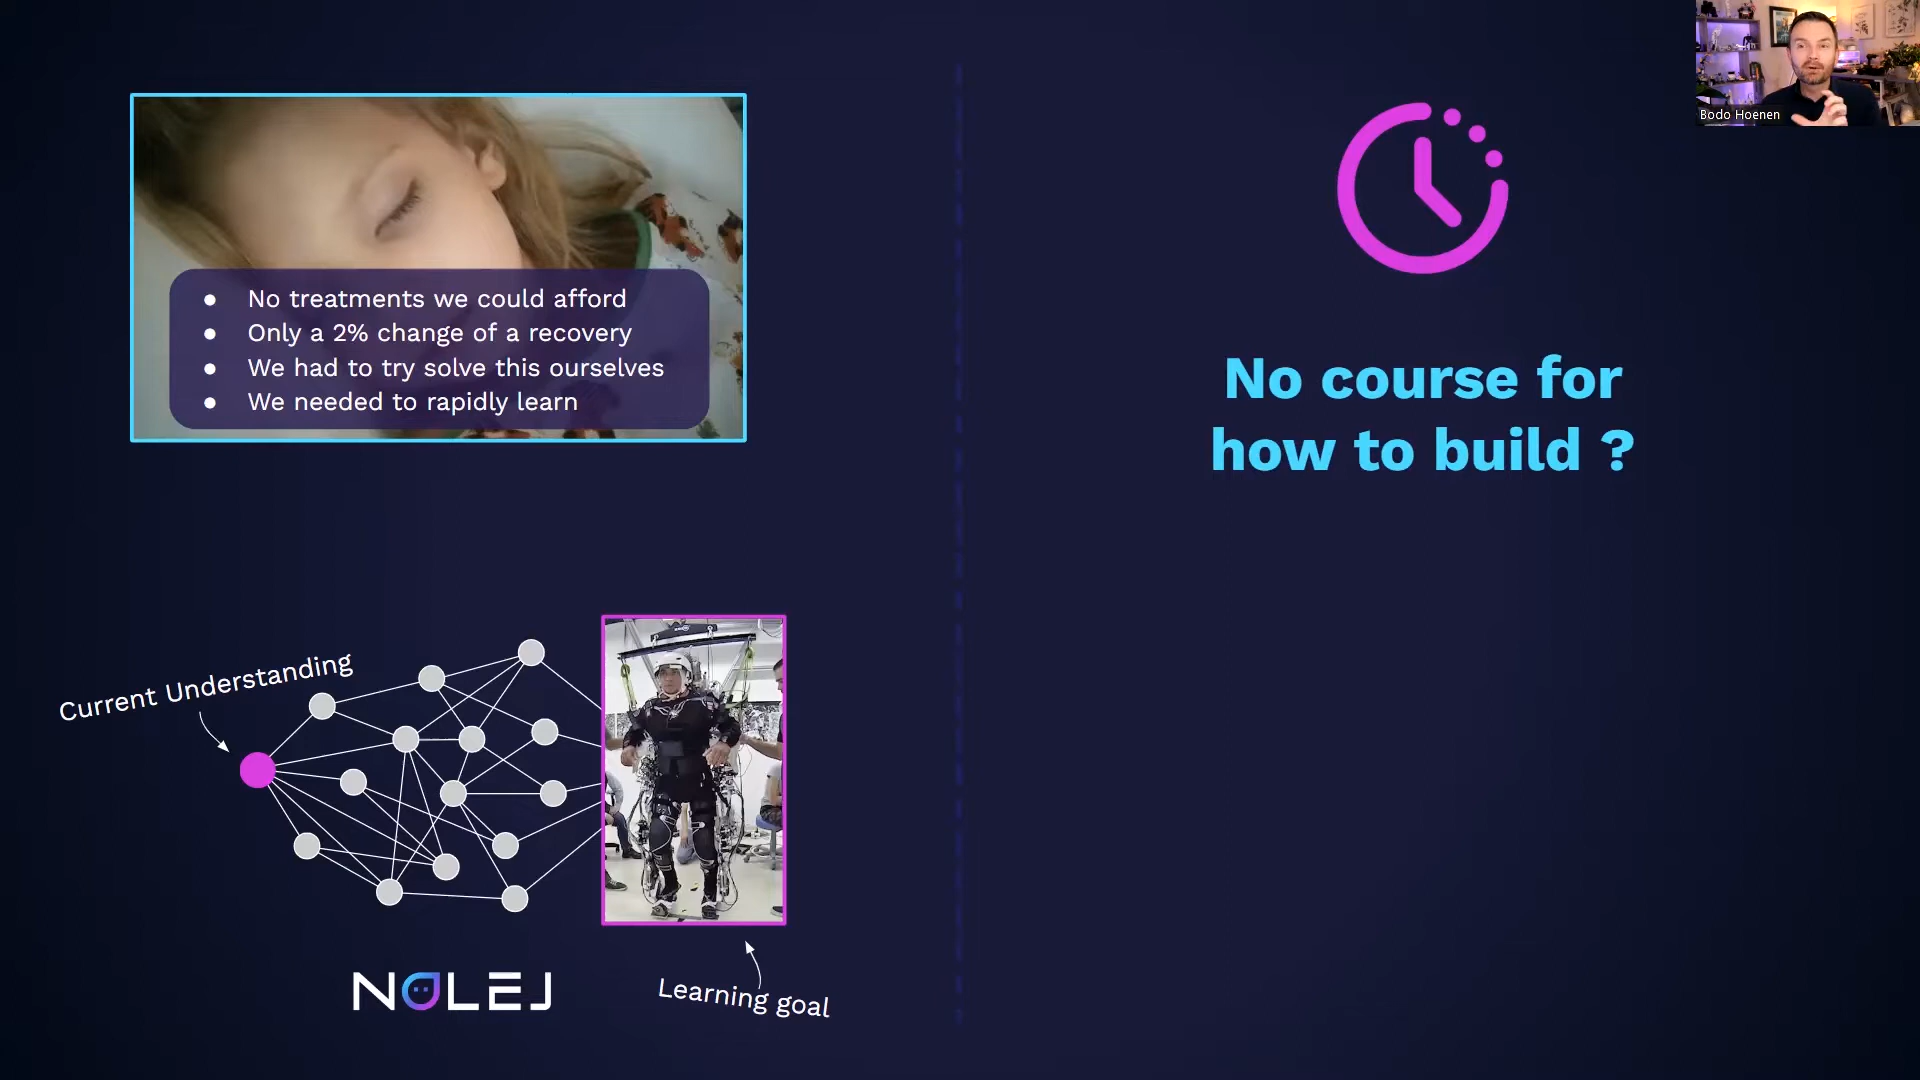 Bodo Hoenen
● No treatments we could afford
● Only a 2% change of a recovery
● We had to try solve this ourselves
● We needed to rapidly learn
No course for
how to build ?
Current Understanding
Learning goal
NOLEJ